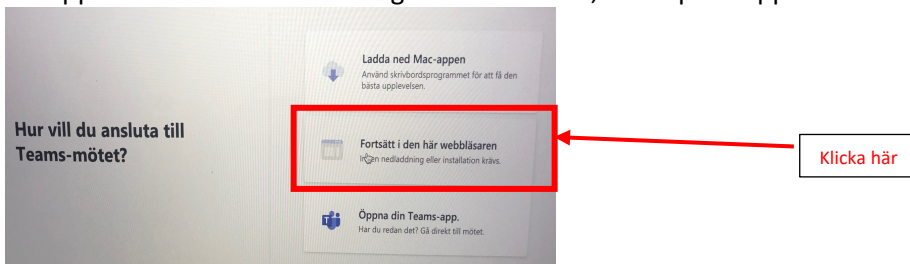 Ladda ned Mac-appen
Använd skrivbordsprogrammet för att få den
bästa upplevelsen.
Hur vill du ansluta till
Teams-mötet?
Fortsätt i den här webbläsaren
Ingen nedladdning eller installation krävs.
Klicka här
Öppna din Teams-app.
Har du redan det? Gå direkt till mötet.